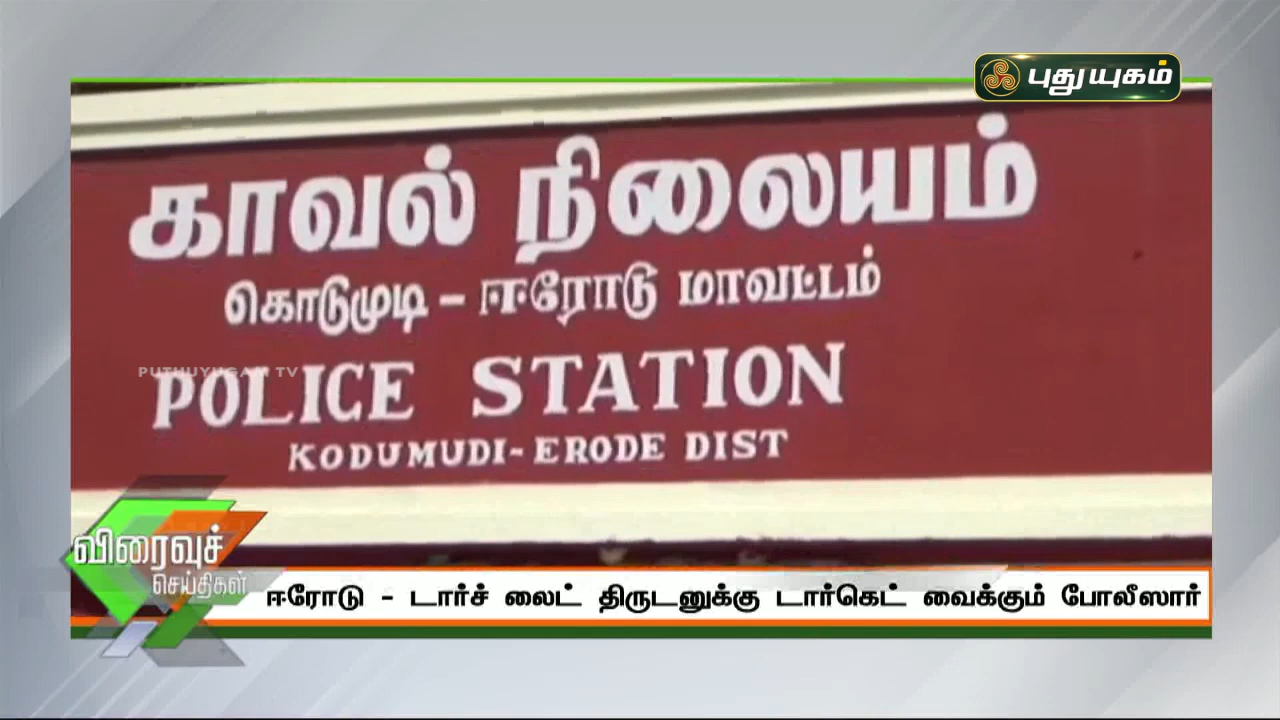 புதுயுகம்
காவல் நிலையம்
கொடுமுடி - ஈரோடு மாவட்டம்
PUTHUYUGAM TV
POLICE STATION
KODUMUDI - ERODE DIST
விரைவுச்
செய்திகள்
ஈரோடு - டார்ச் லைட் திருடனுக்கு டார்கெட் வைக்கும் போலீஸார்